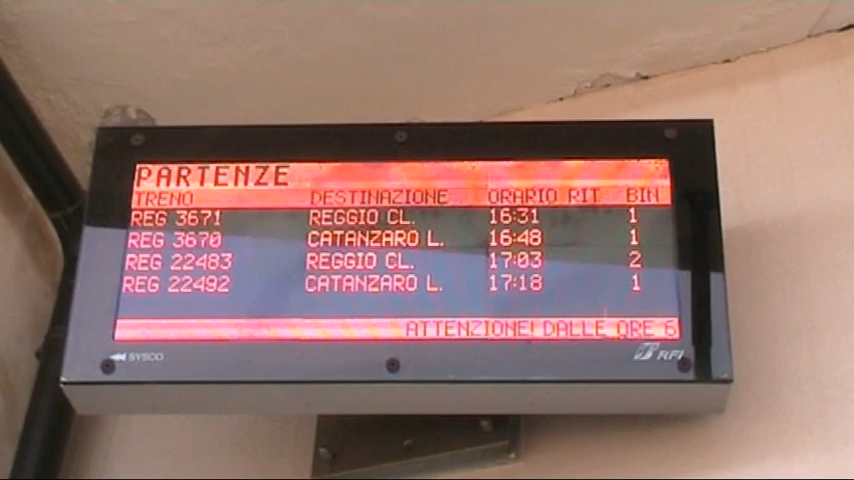 PARTENZE
TRENO DESTINAZIONE ORARIO RIT BIN
REG 3671 REGGIO CL. 16:31 1
REG 3670 CATANZARO L. 16:48 1
REG 22483 REGGIO CL. 17:03 2
REG 22492 CATANZARO L. 17:18 1
ATTENZIONE! DALLE ORE 6
SYSCO RFI